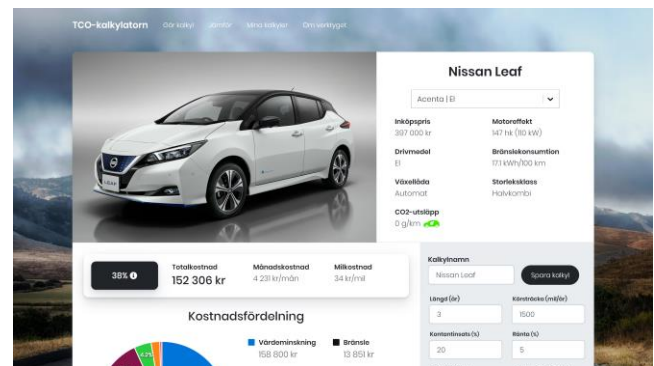 TCO-kalkylatorn Gör kalkyl Jämför Mina kalkyler Om verktyget
Nissan Leaf
Acenta | El
Inköpspris Motoreffekt
397 000 kr 147 hk (110 kW)
Drivmedel Bränslekonsumtion
El 17.1 kWh/100 km
Växellåda Storleksklass
Automat Halvkombi
CO2-utsläpp
0 g/km
LEAF
38%
Totalkostnad Månadskostnad Milkostnad
152 306 kr 4 231 kr/mån 34 kr/mil
Kostnadsfördelning
Värdeminskning Bränsle
158 800 kr 13 851 kr
4.2%
Kalkylnamn
Nissan Leaf Spara kalkyl
Längd (år) Körsträcka (mil/år)
3 1500
Kontantinsats (%) Ränta (%)
20 5